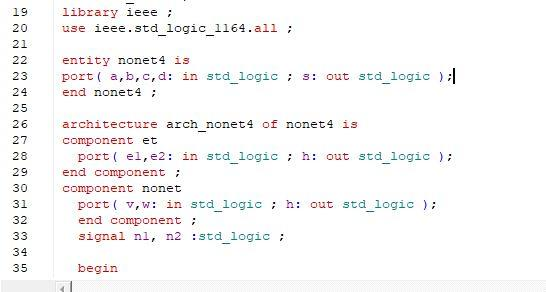 19 library ieee ;
20 use ieee.std_logic_1164.all ;
21
22 entity nonet4 is
23 port( a,b,c,d: in std_logic ; s: out std_logic );
24 end nonet4 ;
25
26 architecture arch_nonet4 of nonet4 is
27 component et
28 port( e1,e2: in std_logic ; h: out std_logic );
29 end component ;
30 component nonet
31 port( v,w: in std_logic ; h: out std_logic );
32 end component ;
33 signal n1, n2 :std_logic ;
34
35 begin